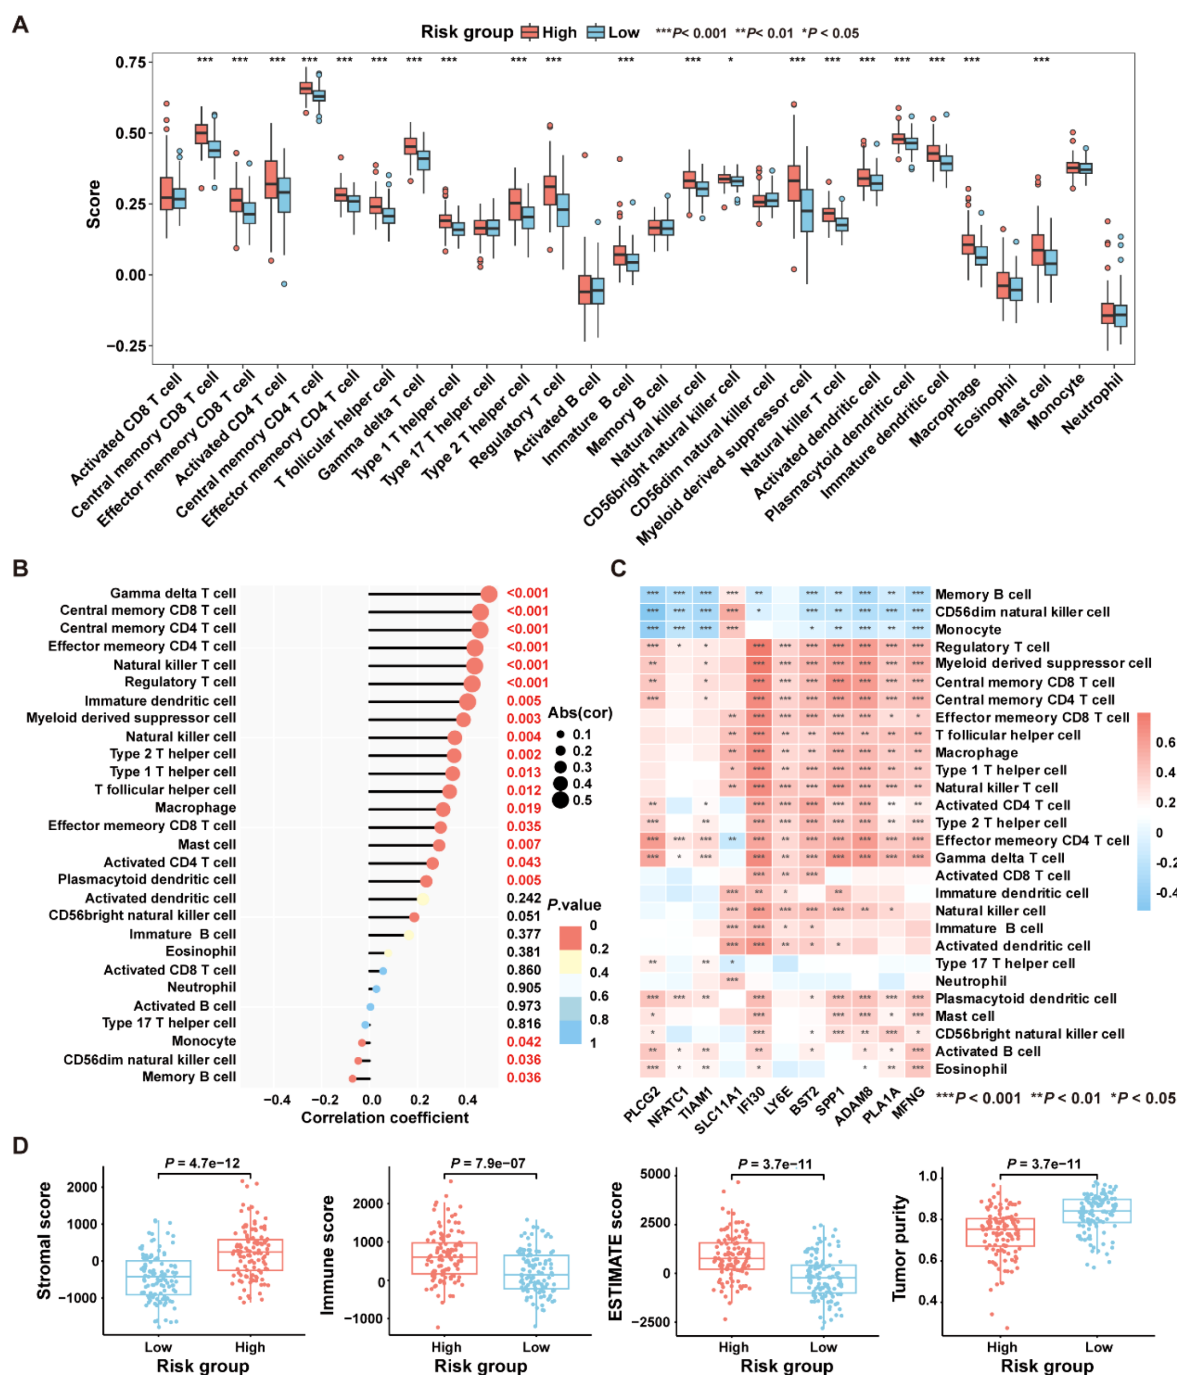 A
Risk group High Low ***P< 0.001 **P< 0.01 *P < 0.05
*** *** *** *** *** *** *** *** *** *** *** *** * *** *** *** *** *** *** ***
Score
0.75
0.50
0.25
0.00
−0.25
Activated CD8 T cell
Central memory CD8 T cell
Effector memeory CD8 T cell
Activated CD4 T cell
Central memory CD4 T cell
Effector memeory CD4 T cell
T follicular helper cell
Gamma delta T cell
Type 1 T helper cell
Type 17 T helper cell
Type 2 T helper cell
Regulatory T cell
Activated B cell
Immature B cell
Memory B cell
Natural killer cell
CD56bright natural killer cell
CD56dim natural killer cell
Myeloid derived suppressor cell
Natural killer T cell
Activated dendritic cell
Plasmacytoid dendritic cell
Immature dendritic cell
Macrophage
Eosinophil
Mast cell
Monocyte
Neutrophil
B
Gamma delta T cell <0.001
Central memory CD8 T cell <0.001
Central memory CD4 T cell <0.001
Effector memeory CD4 T cell <0.001
Natural killer T cell <0.001
Regulatory T cell <0.001
Immature dendritic cell 0.005
Myeloid derived suppressor cell 0.003
Natural killer cell 0.004
Type 2 T helper cell 0.002
Type 1 T helper cell 0.013
T follicular helper cell 0.012
Macrophage 0.019
Effector memeory CD8 T cell 0.035
Mast cell 0.007
Activated CD4 T cell 0.043
Plasmacytoid dendritic cell 0.005
Activated dendritic cell 0.242
CD56bright natural killer cell 0.051
Immature B cell 0.377
Eosinophil 0.381
Activated CD8 T cell 0.860
Neutrophil 0.905
Activated B cell 0.973
Type 17 T helper cell 0.816
Monocyte 0.042
CD56dim natural killer cell 0.036
Memory B cell 0.036
−0.4 −0.2 0.0 0.2 0.4
Correlation coefficient
Abs(cor)
0.1
0.2
0.3
0.4
0.5
P.value
0
0.2
0.4
0.6
0.8
1
C
Memory B cell
CD56dim natural killer cell
Monocyte
Regulatory T cell
Myeloid derived suppressor cell
Central memory CD8 T cell
Central memory CD4 T cell
Effector memeory CD8 T cell
T follicular helper cell
Macrophage
Type 1 T helper cell
Natural killer T cell
Activated CD4 T cell
Type 2 T helper cell
Effector memeory CD4 T cell
Gamma delta T cell
Activated CD8 T cell
Immature dendritic cell
Natural killer cell
Immature B cell
Activated dendritic cell
Type 17 T helper cell
Neutrophil
Plasmacytoid dendritic cell
Mast cell
CD56bright natural killer cell
Activated B cell
Eosinophil
0.6
0.4
0.2
0
-0.2
-0.4
PLCG2
NFATC1
TIAM1
SLC11A1
IFI30
LY6E
BST2
SPP1
ADAM8
PLA1A
MFNG
***P < 0.001 **P < 0.01 *P < 0.05
D
Stromal score
P = 4.7e−12
2000
1000
0
−1000
Low High
Risk group
Immune score
P = 7.9e−07
2000
1000
0
−1000
High Low
Risk group
ESTIMATE score
P = 3.7e−11
5000
2500
0
−2500
High Low
Risk group
Tumor purity
P = 3.7e−11
1.0
0.8
0.6
0.4
High Low
Risk group